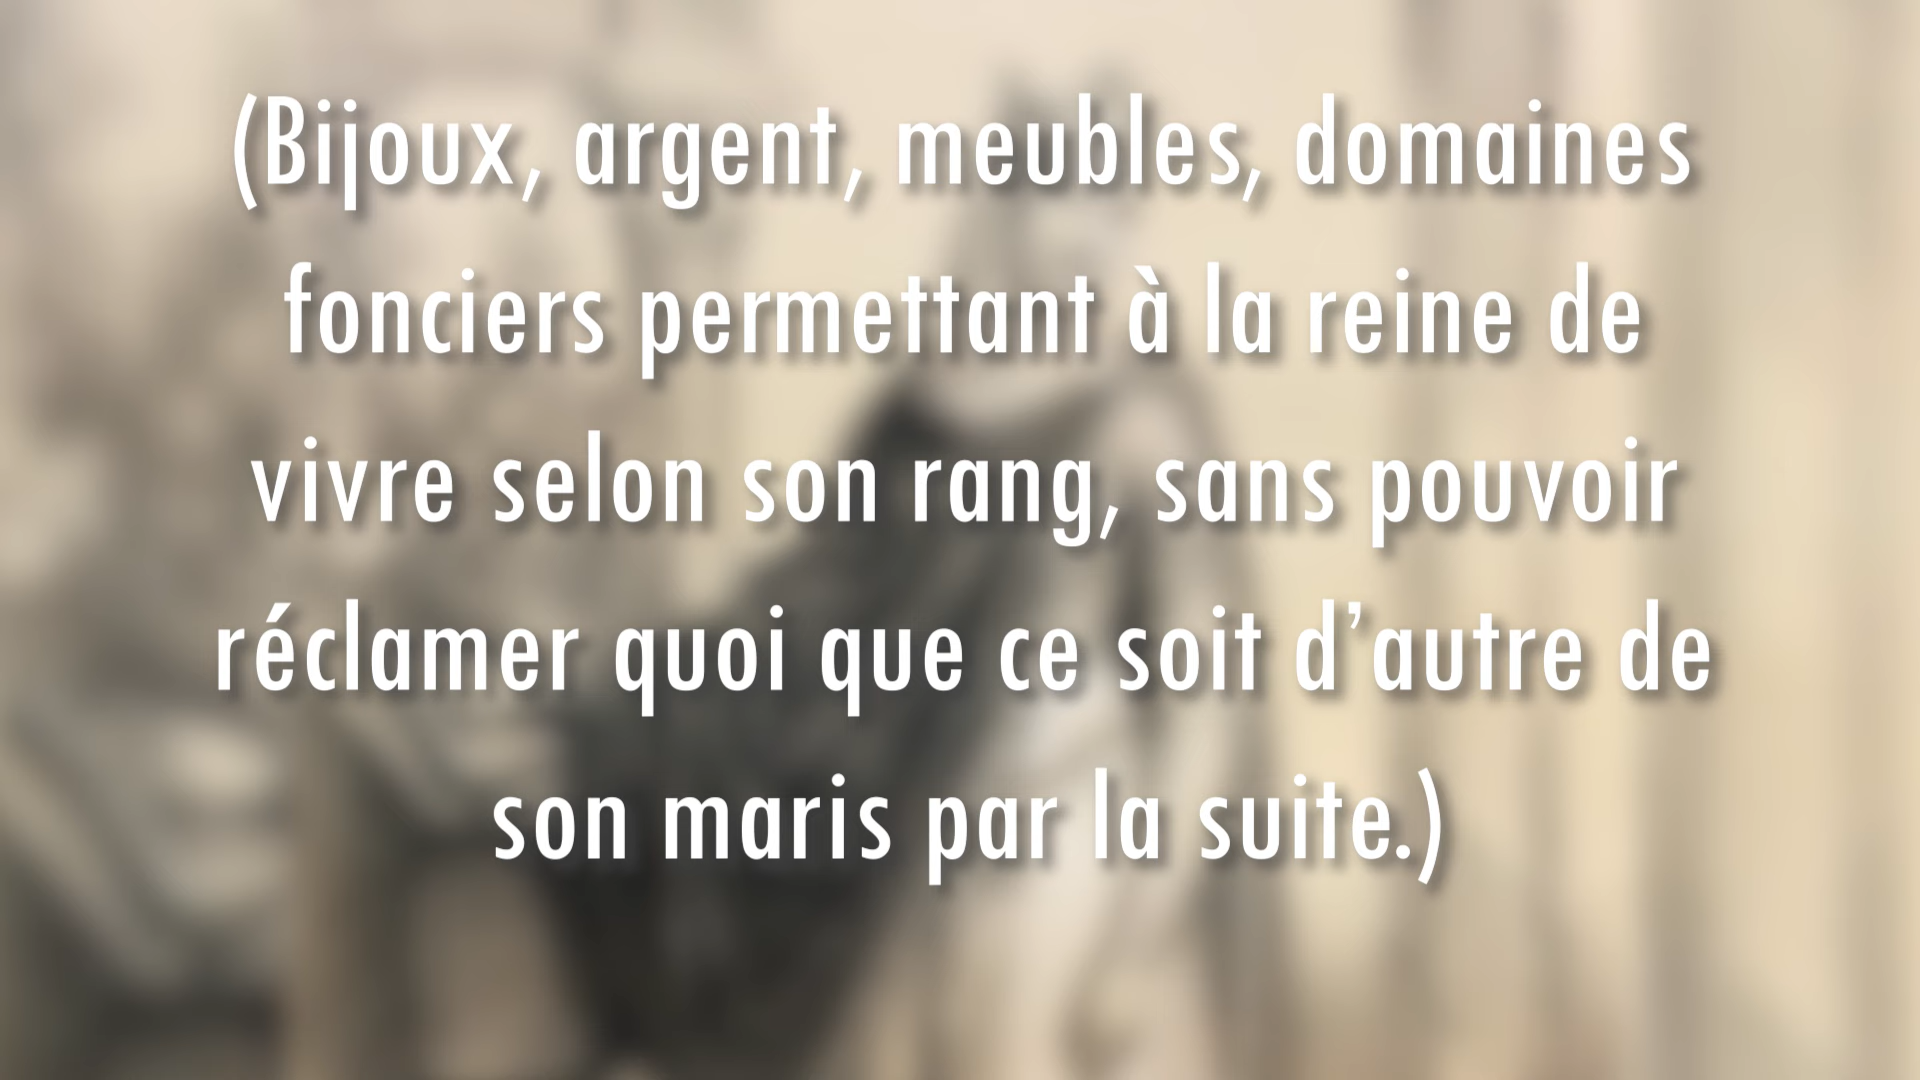 (Bijoux, argent, meubles, domaines
fonciers permettant à la reine de
vivre selon son rang, sans pouvoir
réclamer quoi que ce soit d’autre de
son maris par la suite.)